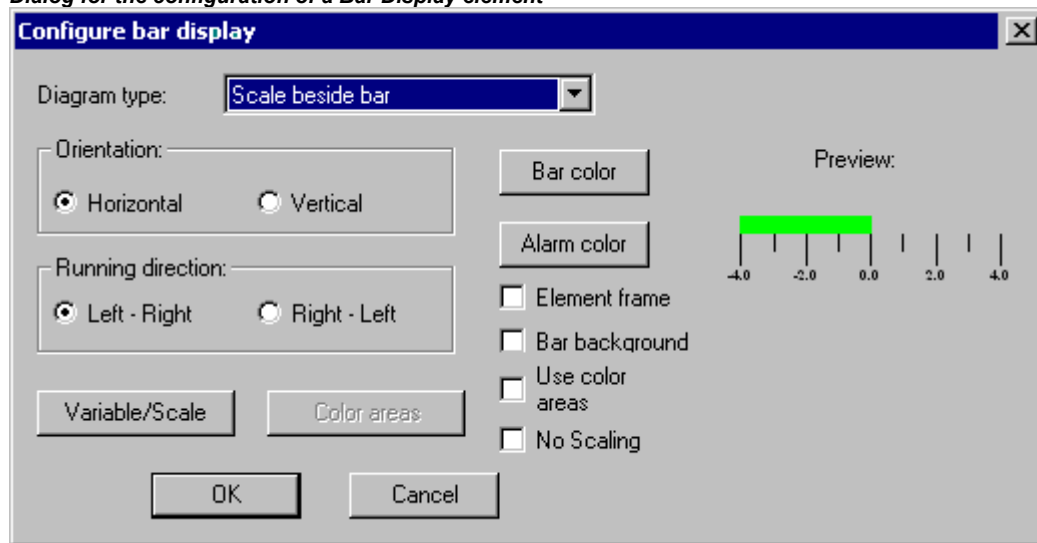 Dialog for the configuration of a Bar Display element
Configure bar display
Diagram type: Scale beside bar
Orientation:
Horizontal Vertical
Running direction:
Left - Right Right - Left
Variable/Scale Color areas
OK Cancel
Bar color
Alarm color
Element frame
Bar background
Use color
areas
No Scaling
Preview:
-4.0 -2.0 0.0 2.0 4.0